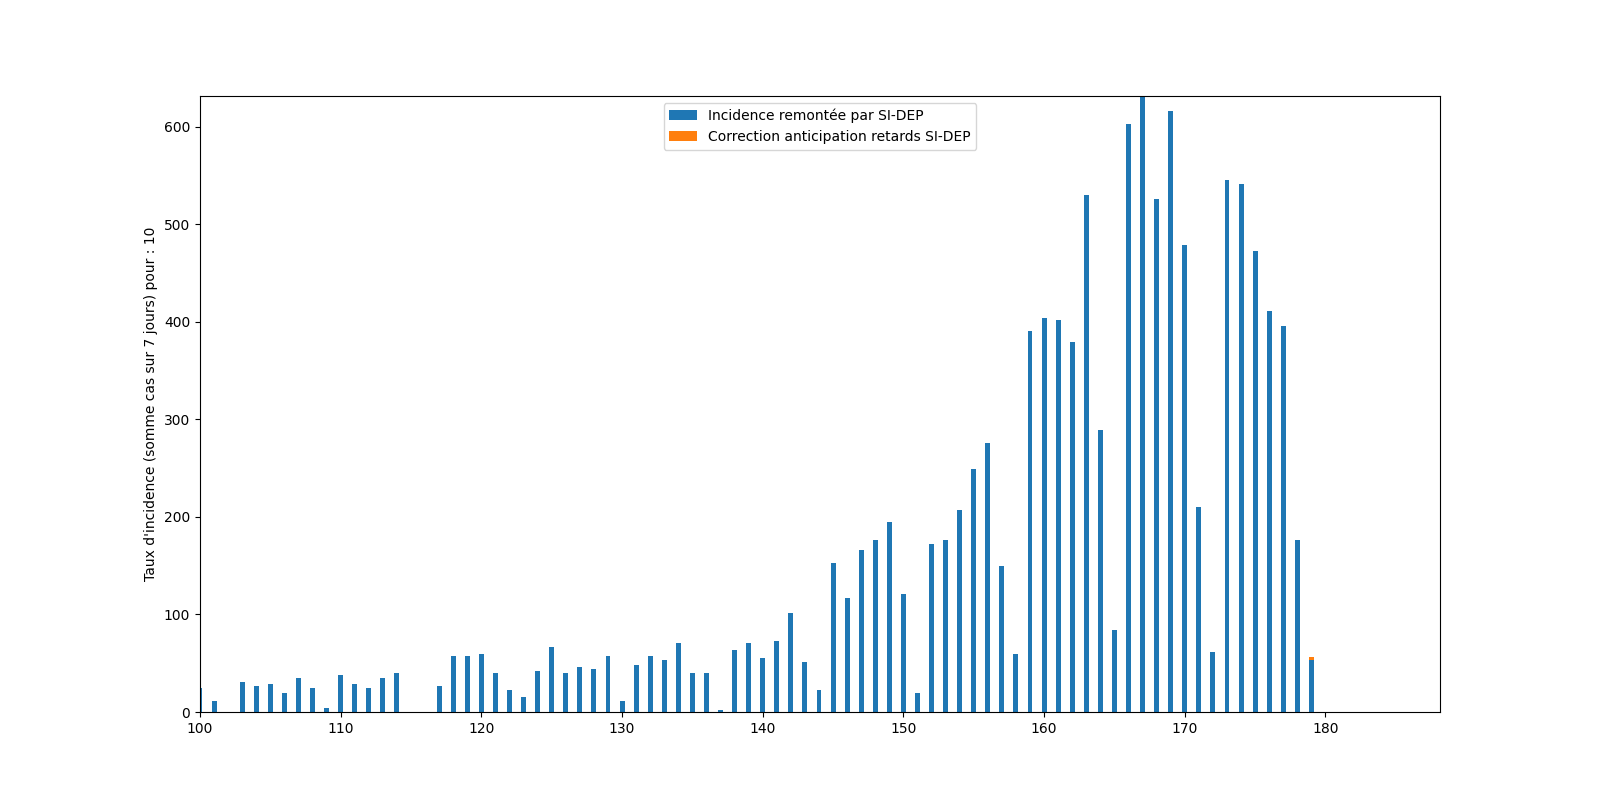 Incidence remontée par SI-DEP
Correction anticipation retards SI-DEP
Taux d'incidence (somme cas sur 7 jours) pour : 10
600
500
400
300
200
100
0
100 110 120 130 140 150 160 170 180